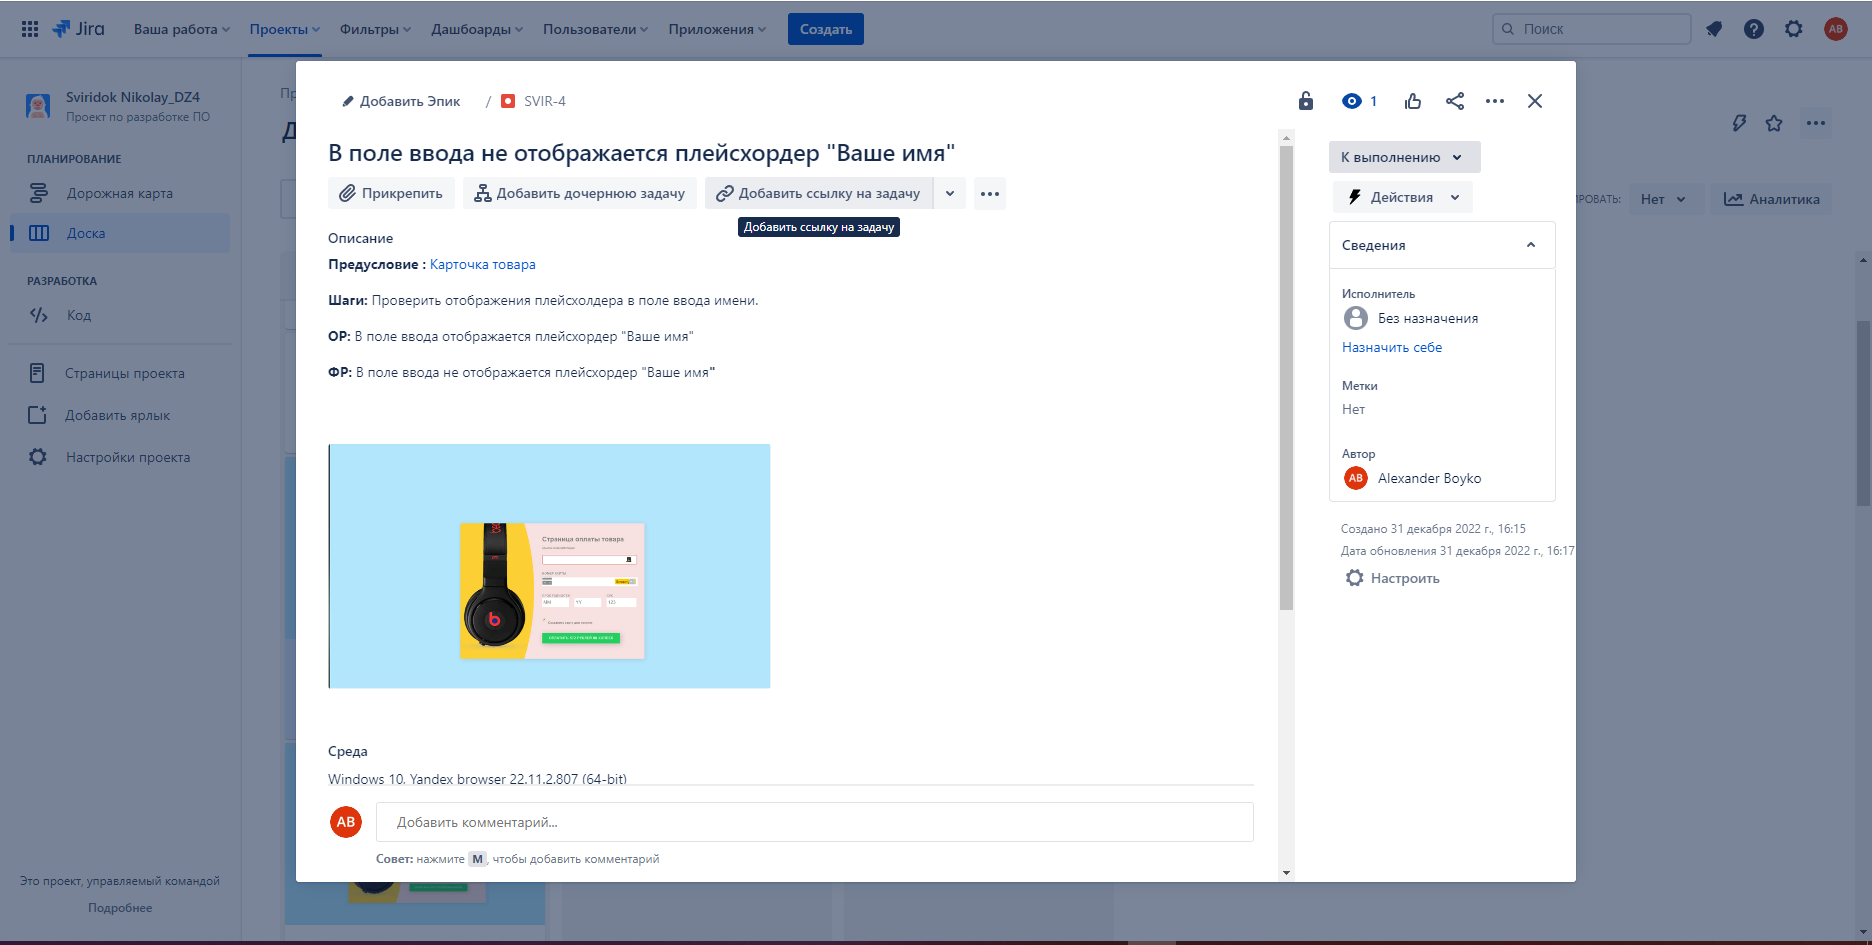 Jira
Ваша работа
Проекты
Фильтры
Дашбоарды
Пользователи
Приложения
Создать
Поиск
AB
Sviridok Nikolay_DZ4
Проект по разработке ПО
ПЛАНИРОВАНИЕ
Дорожная карта
Доска
РАЗРАБОТКА
Код
Страницы проекта
Добавить ярлык
Настройки проекта
Это проект, управляемый командой
Подробнее
Пр
Д
Добавить Эпик / SVIR-4
1
В поле ввода не отображается плейсхордер "Ваше имя"
Прикрепить
Добавить дочернюю задачу
Добавить ссылку на задачу
Добавить ссылку на задачу
Описание
Предусловие : Карточка товара
Шаги: Проверить отображения плейсхолдера в поле ввода имени.
ОР: В поле ввода отображается плейсхордер "Ваше имя"
ФР: В поле ввода не отображается плейсхордер "Ваше имя"
Страница оплаты товара
MM
YY
123
Среда
Windows 10, Yandex browser 22.11.2.807 (64-bit)
AB
Добавить комментарий...
Совет: нажмите M, чтобы добавить комментарий
К выполнению
Действия
Сведения
Исполнитель
Без назначения
Назначить себе
Метки
Нет
Автор
AB Alexander Boyko
Создано 31 декабря 2022 г., 16:15
Дата обновления 31 декабря 2022 г., 16:17
Настроить
ИРОВАТЬ:
Нет
Аналитика